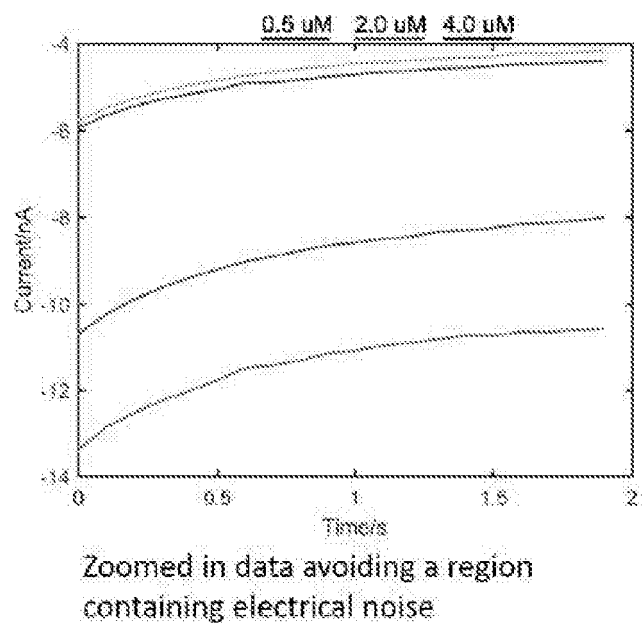 0.5 uM 2.0 uM 4.0 uM
-4
-6
-8
-10
-12
-14
Current/nA
0 0.5 1 1.5 2
Time/s
Zoomed in data avoiding a region
containing electrical noise